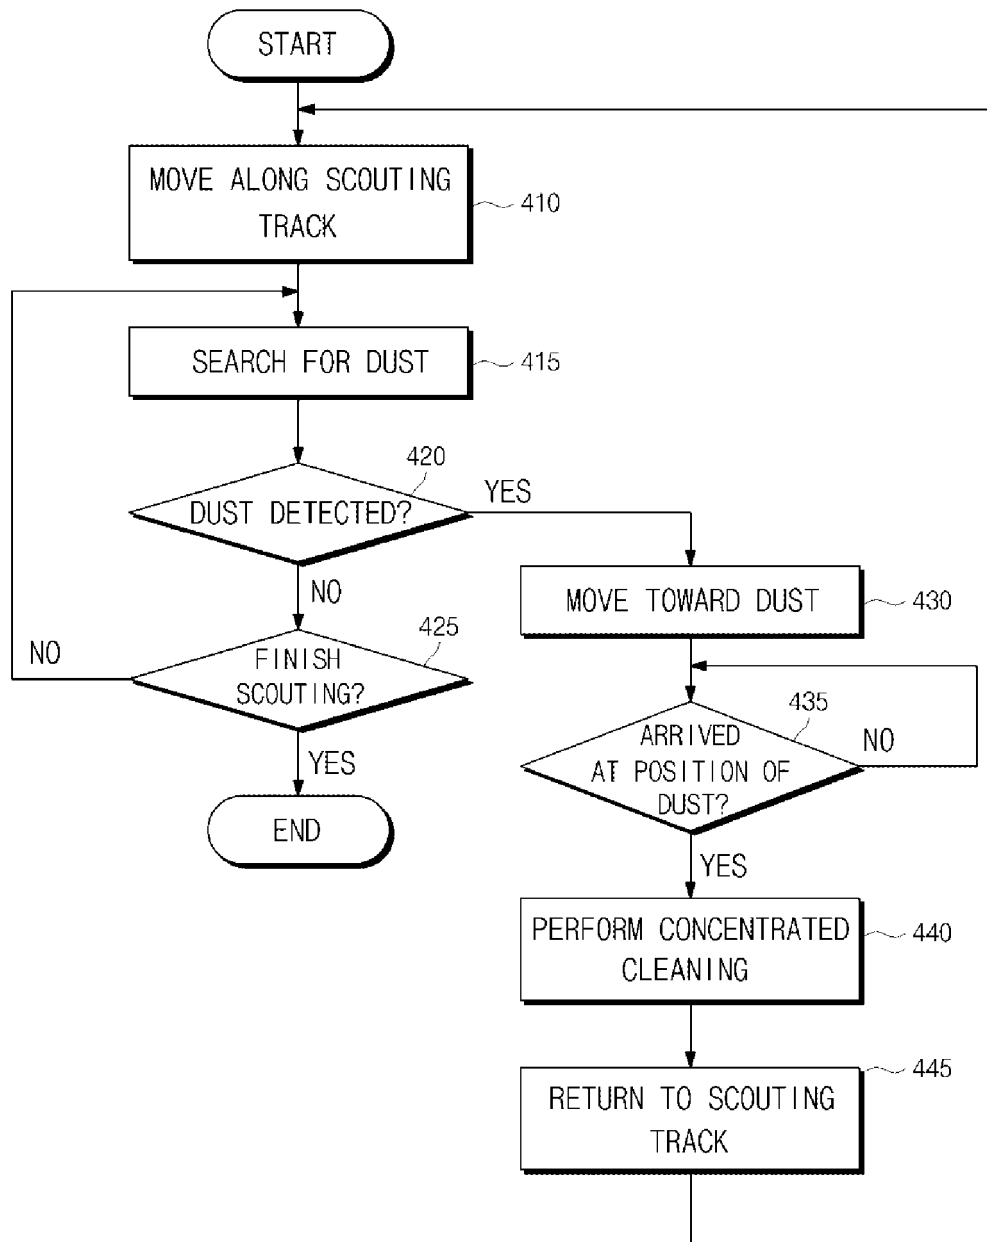 START
MOVE ALONG SCOUTING
TRACK
410
SEARCH FOR DUST
415
420
DUST DETECTED?
YES
NO
MOVE TOWARD DUST
430
425
FINISH
SCOUTING?
NO
YES
END
435
ARRIVED
AT POSITION OF
DUST?
NO
YES
PERFORM CONCENTRATED
CLEANING
440
445
RETURN TO SCOUTING
TRACK